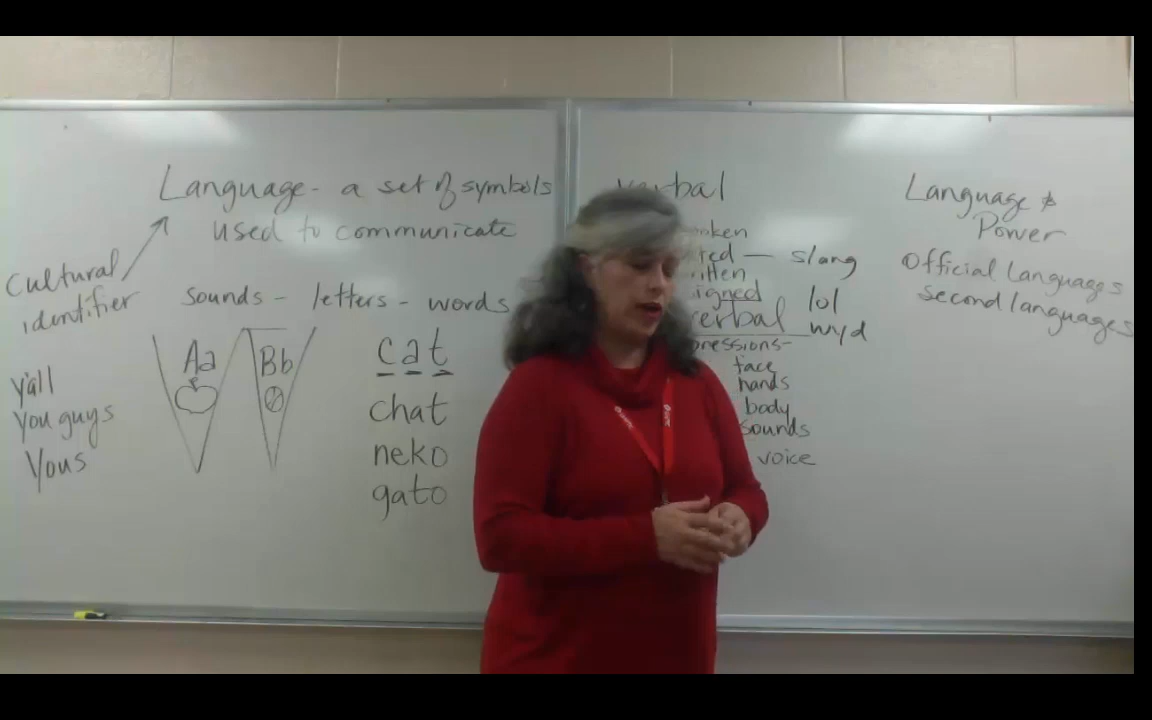 Language - a set of symbols
used to communicate
Cultural
identifier
sounds - letters - words
Aa
Bb
y'all
You guys
Yous
cat
chat
neko
gato
slang
lol
wyd
face
hands
body
sounds
voice
Language &
Power
Official Languages
Second languages